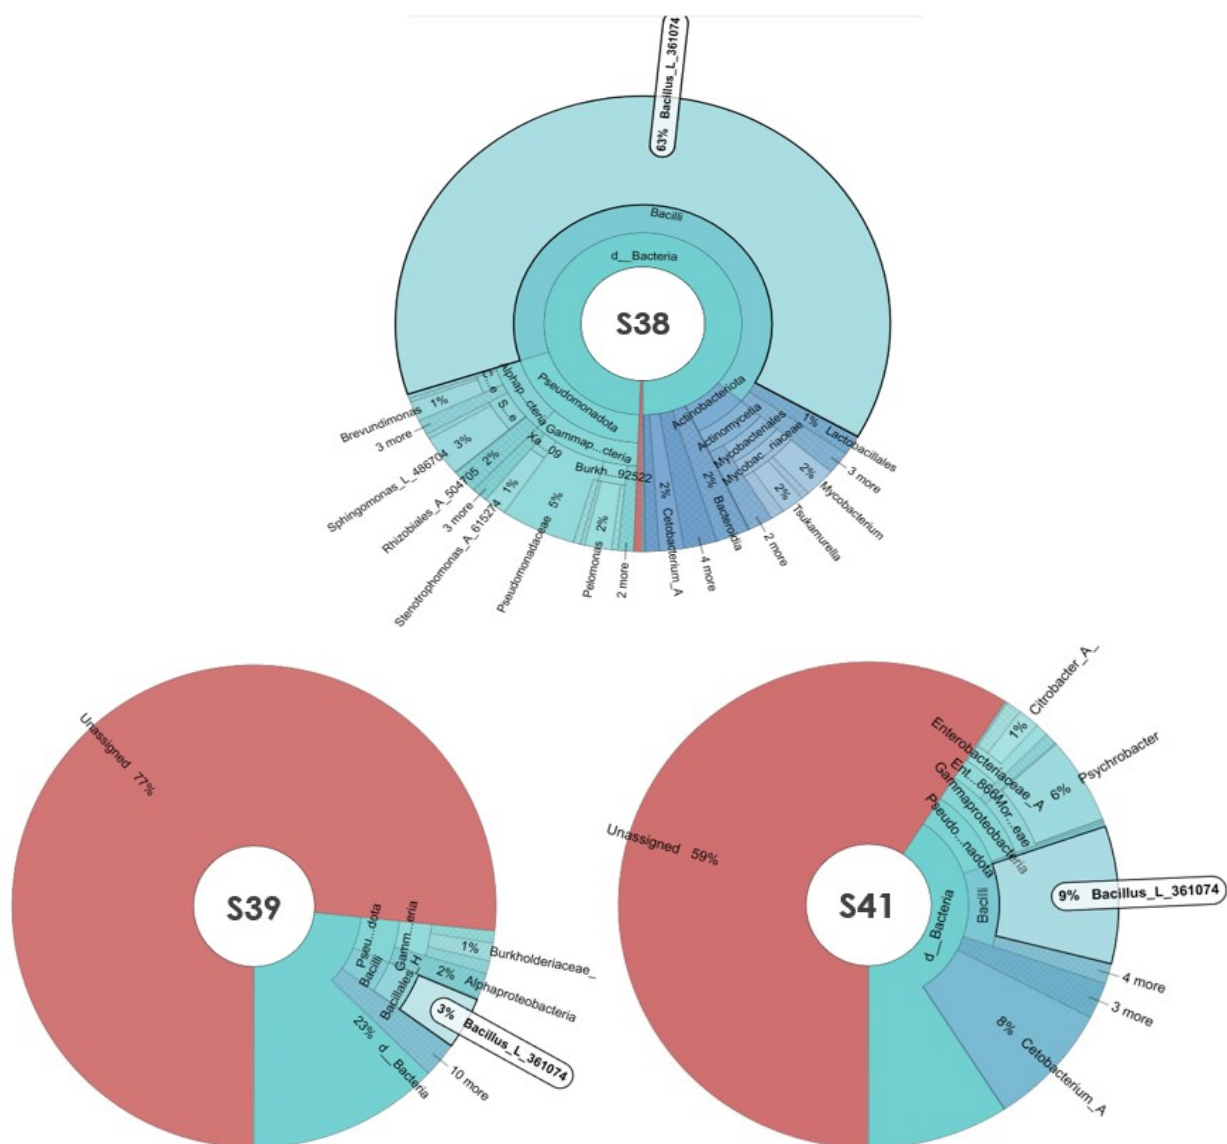 63% Bacillus_L_361074
Bacilli
d__Bacteria
S38
Pseudomonadota
Alphap...cteria
Gammap...cteria
C...e
S...e
Xa...09
Burkh...92522
1%
Brevundimonas
3 more
3%
Sphingomonas_L_486704
2%
Rhizobiales_A_504705
3 more
1%
Stenotrophomonas_A_615274
5%
Pseudomonadaceae
2%
Pelomonas
2 more
2%
Cetobacterium_A
4 more
2%
Bacteroidia
2 more
2%
Tsukamurella
2%
Mycobacterium
3 more
1%
Lactobacillales
Actinobacteriota
Actinomycetia
Mycobacteriales
Mycobac...riaceae
Unassigned 77%
S39
Pseu...dota
Gamm...eria
Bacilli
Bacillales_H
1% Burkholderiaceae_
2% Alphaproteobacteria
3% Bacillus_L_361074
10 more
23% d__Bacteria
Unassigned 59%
S41
d__Bacteria
Pseudo...nadota
Gammaproteobacteria
Ent...866
Mor...eae
Enterobacteriaceae_A
1% Citrobacter_A_
6% Psychrobacter
Bacilli
9% Bacillus_L_361074
4 more
3 more
8% Cetobacterium_A